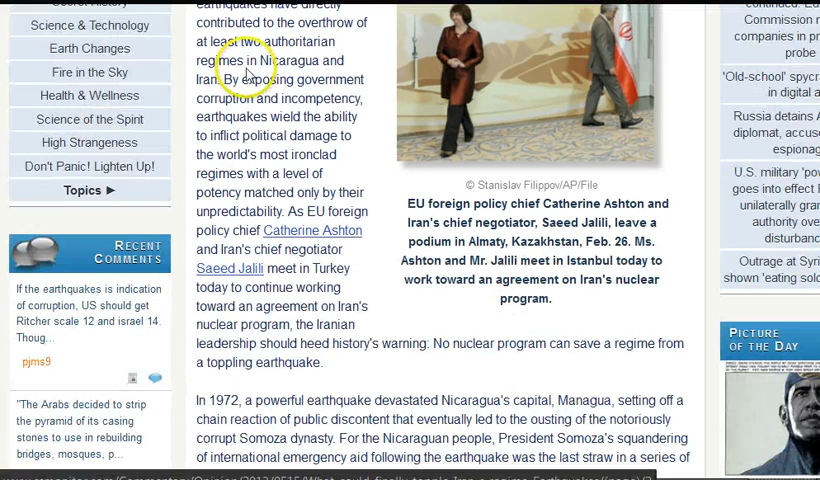 Secret History
Science & Technology
Earth Changes
Fire in the Sky
Health & Wellness
Science of the Spirit
High Strangeness
Don't Panic! Lighten Up!
Topics ►
RECENT
COMMENTS
If the earthquakes is indication
of corruption, US should get
Ritcher scale 12 and israel 14.
Thoug...
pjms9
"The Arabs decided to strip
the pyramid of its casing
stones to use in rebuilding
bridges, mosques, p...
earthquakes have directly
contributed to the overthrow of
at least two authoritarian
regimes in Nicaragua and
Iran. By exposing government
corruption and incompetency,
earthquakes wield the ability
to inflict political damage to
the world's most ironclad
regimes with a level of
potency matched only by their
unpredictability. As EU foreign
policy chief Catherine Ashton
and Iran's chief negotiator
Saeed Jalili meet in Turkey
today to continue working
toward an agreement on Iran's
nuclear program, the Iranian
leadership should heed history's warning: No nuclear program can save a regime from
a toppling earthquake.
In 1972, a powerful earthquake devastated Nicaragua's capital, Managua, setting off a
chain reaction of public discontent that eventually led to the ousting of the notoriously
corrupt Somoza dynasty. For the Nicaraguan people, President Somoza's squandering
of international emergency aid following the earthquake was the last straw in a series of
© Stanislav Filippov/AP/File
EU foreign policy chief Catherine Ashton and
Iran's chief negotiator, Saeed Jalili, leave a
podium in Almaty, Kazakhstan, Feb. 26. Ms.
Ashton and Mr. Jalili meet in Istanbul today to
work toward an agreement on Iran's nuclear
program.
Commission r
companies in pr
probe
'Old-school' spycr
in digital a
Russia detains A
diplomat, accuse
espionag
U.S. military 'pov
goes into effect F
unilaterally gran
authority ove
disturbanc
Outrage at Syri
shown 'eating solo
PICTURE
OF THE DAY